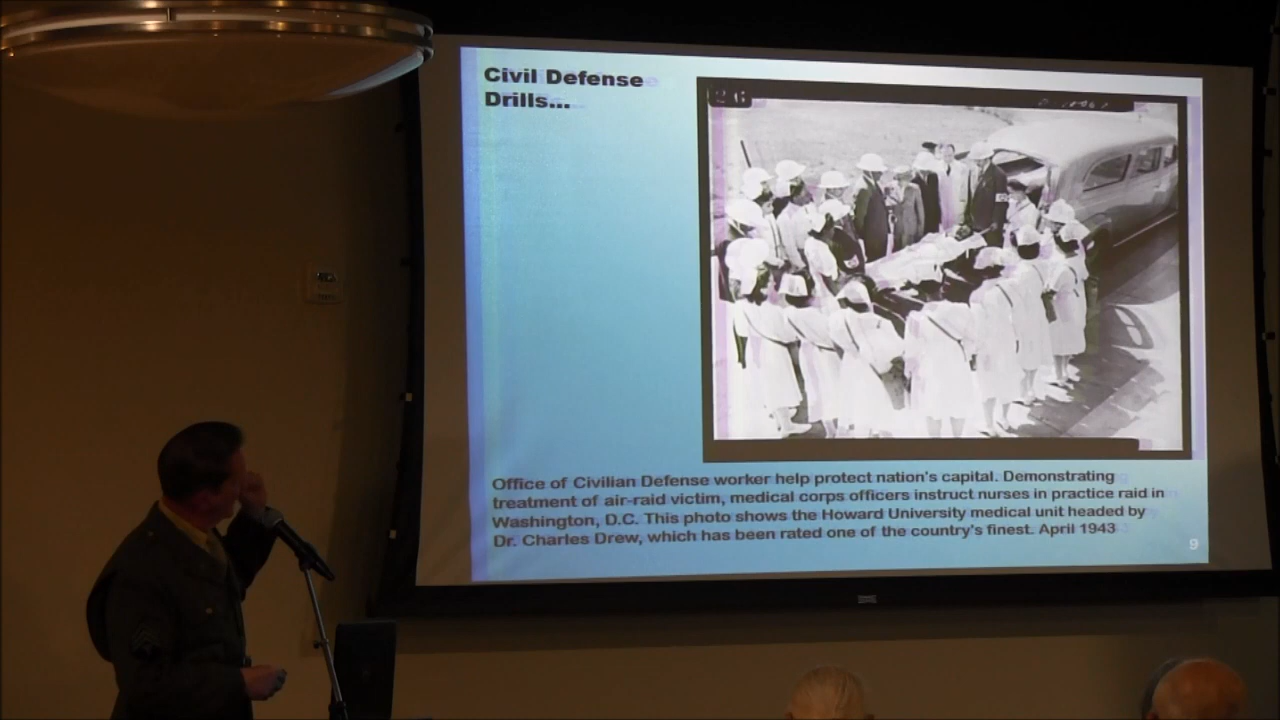 Civil Defense
Drills...
Office of Civilian Defense worker help protect nation's capital. Demonstrating
treatment of air-raid victim, medical corps officers instruct nurses in practice raid in
Washington, D.C. This photo shows the Howard University medical unit headed by
Dr. Charles Drew, which has been rated one of the country's finest. April 1943
9